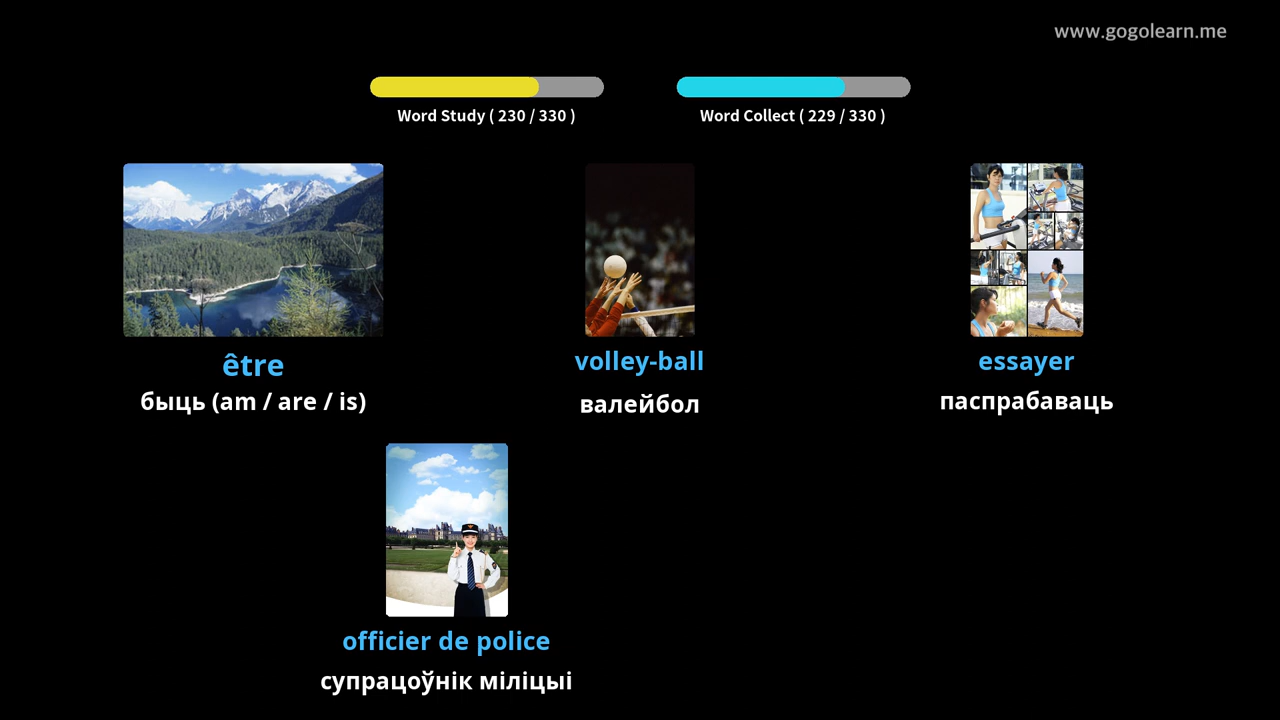 www.gogolearn.me
Word Study ( 230 / 330 )
Word Collect ( 229 / 330 )
être
быць (am / are / is)
volley-ball
валейбол
essayer
паспрабаваць
officier de police
супрацоўнік міліцыі